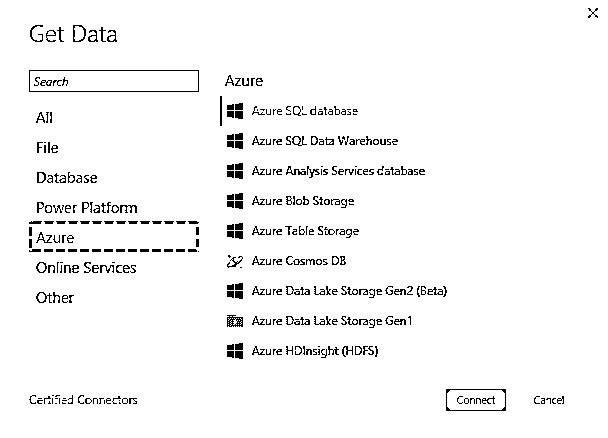 Get Data
Search
All
File
Database
Power Platform
Azure
Online Services
Other
Azure
Azure SQL database
Azure SQL Data Warehouse
Azure Analysis Services database
Azure Blob Storage
Azure Table Storage
Azure Cosmos DB
Azure Data Lake Storage Gen2 (Beta)
Azure Data Lake Storage Gen1
Azure HDInsight (HDFS)
Certified Connectors
Connect
Cancel